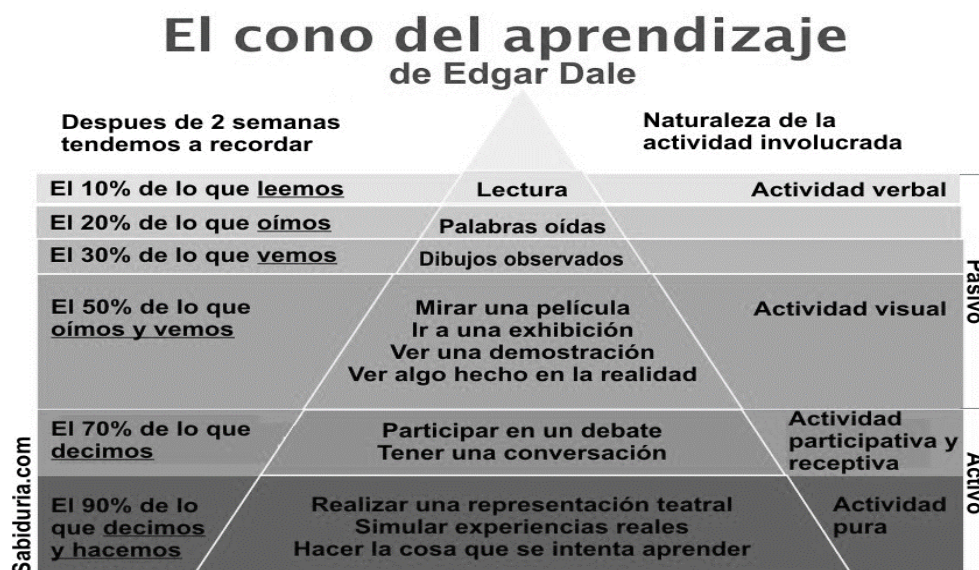 El cono del aprendizaje
de Edgar Dale
Despues de 2 semanas
tendemos a recordar
Naturaleza de la
actividad involucrada
El 10% de lo que leemos
Lectura
Actividad verbal
El 20% de lo que oímos
Palabras oídas
El 30% de lo que vemos
Dibujos observados
Pasivo
El 50% de lo que
oímos y vemos
Mirar una película
Ir a una exhibición
Ver una demostración
Ver algo hecho en la realidad
Actividad visual
El 70% de lo que
decimos
Participar en un debate
Tener una conversación
Actividad
participativa y
receptiva
Activo
El 90% de lo
que decimos
y hacemos
Realizar una representación teatral
Simular experiencias reales
Hacer la cosa que se intenta aprender
Actividad
pura
Sabiduria.com